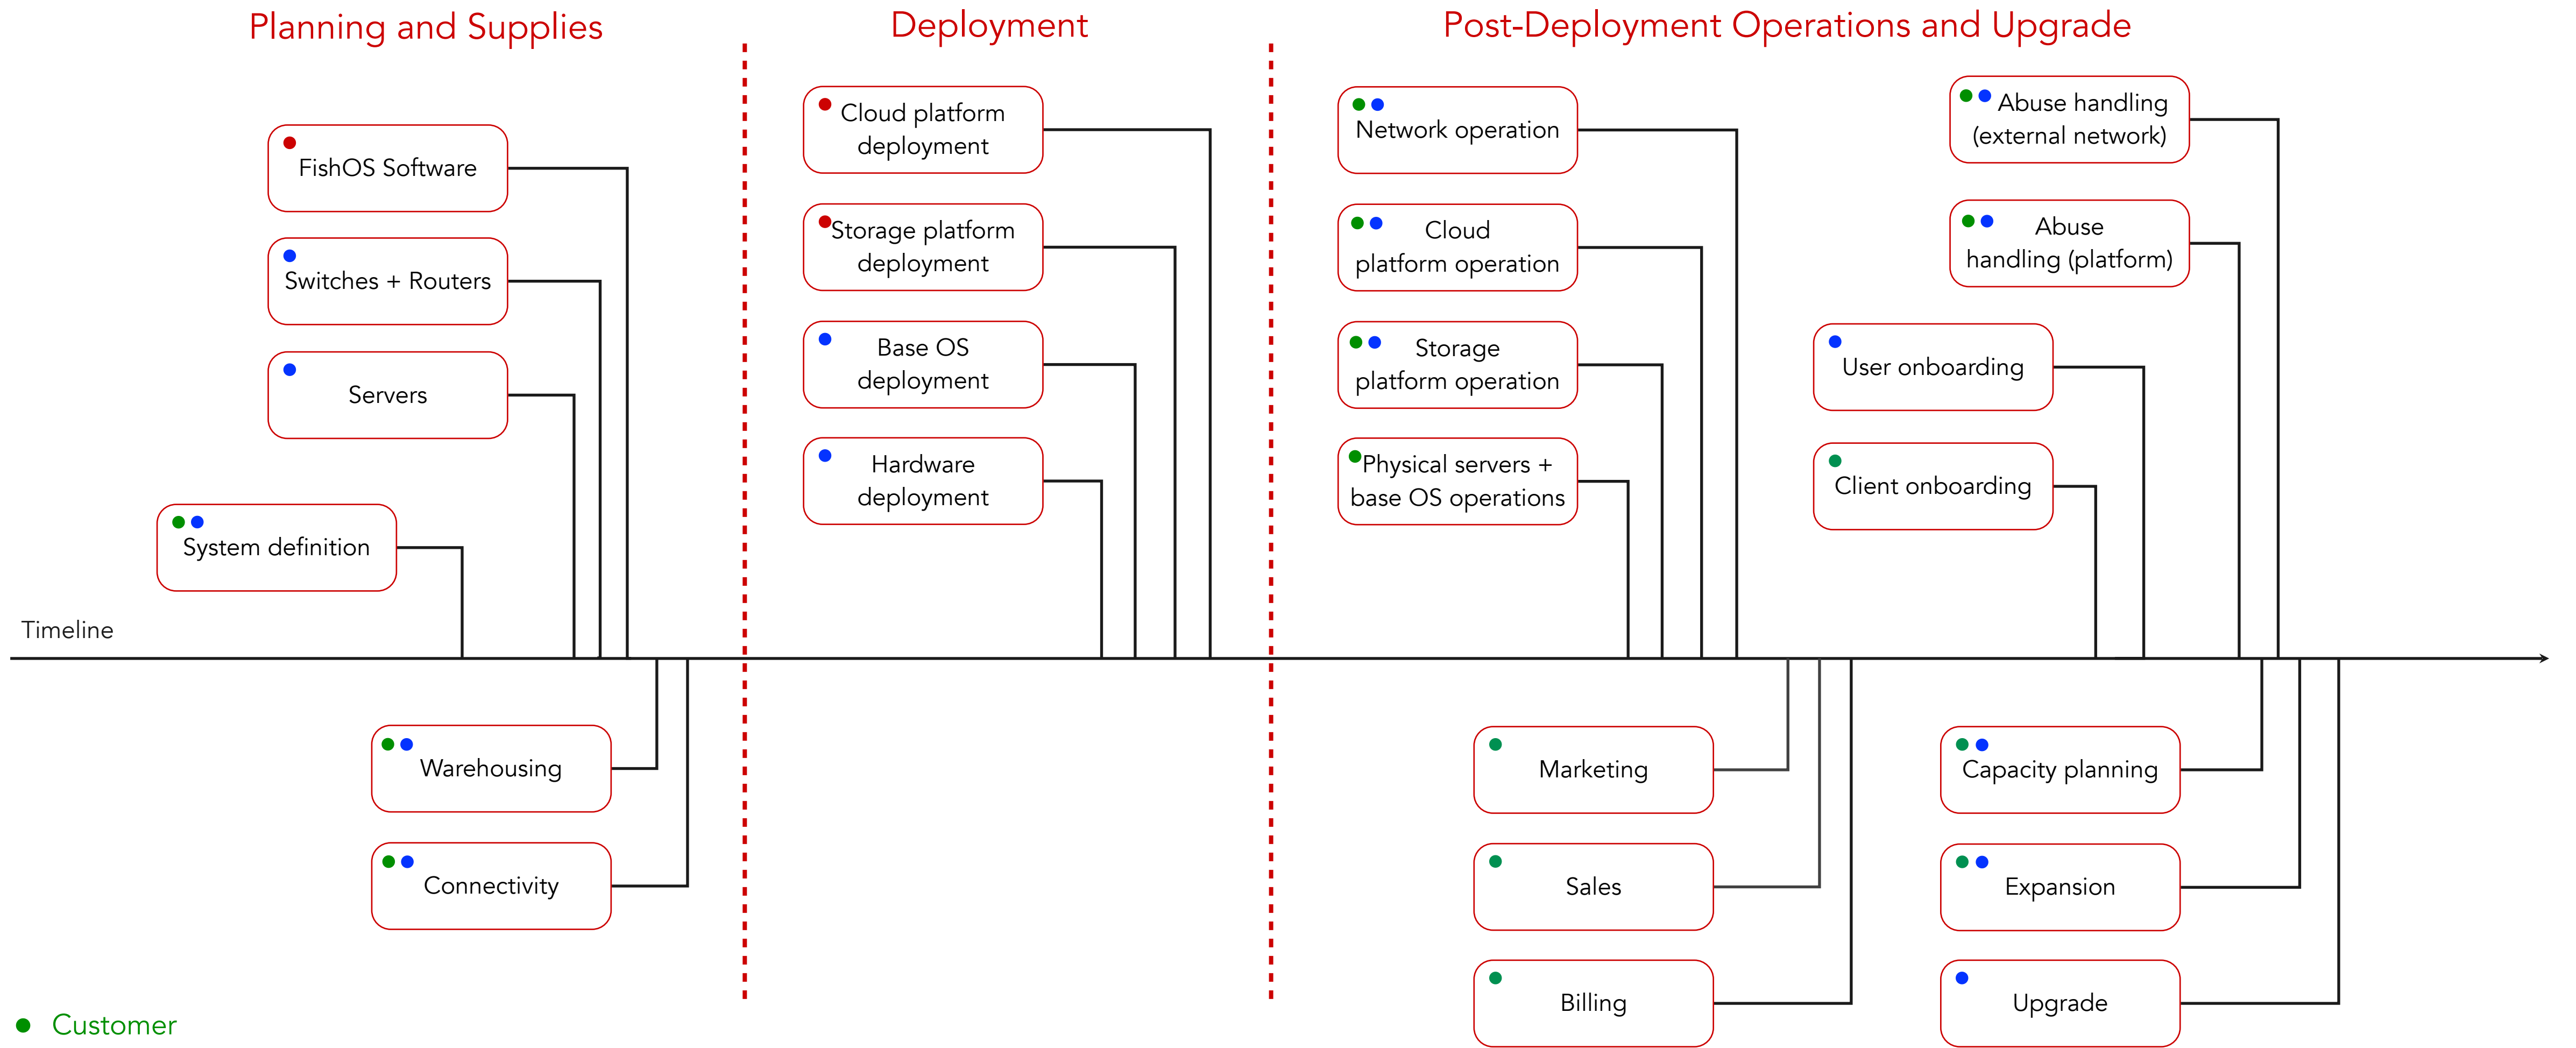 Planning and Supplies
Deployment
Post-Deployment Operations and Upgrade
FishOS Software
Switches + Routers
Servers
System definition
Timeline
Warehousing
Connectivity
Customer
Cloud platform
deployment
Storage platform
deployment
Base OS
deployment
Hardware
deployment
Network operation
Cloud
platform operation
Storage
platform operation
Physical servers +
base OS operations
Abuse handling
(external network)
Abuse
handling (platform)
User onboarding
Client onboarding
Marketing
Sales
Billing
Capacity planning
Expansion
Upgrade